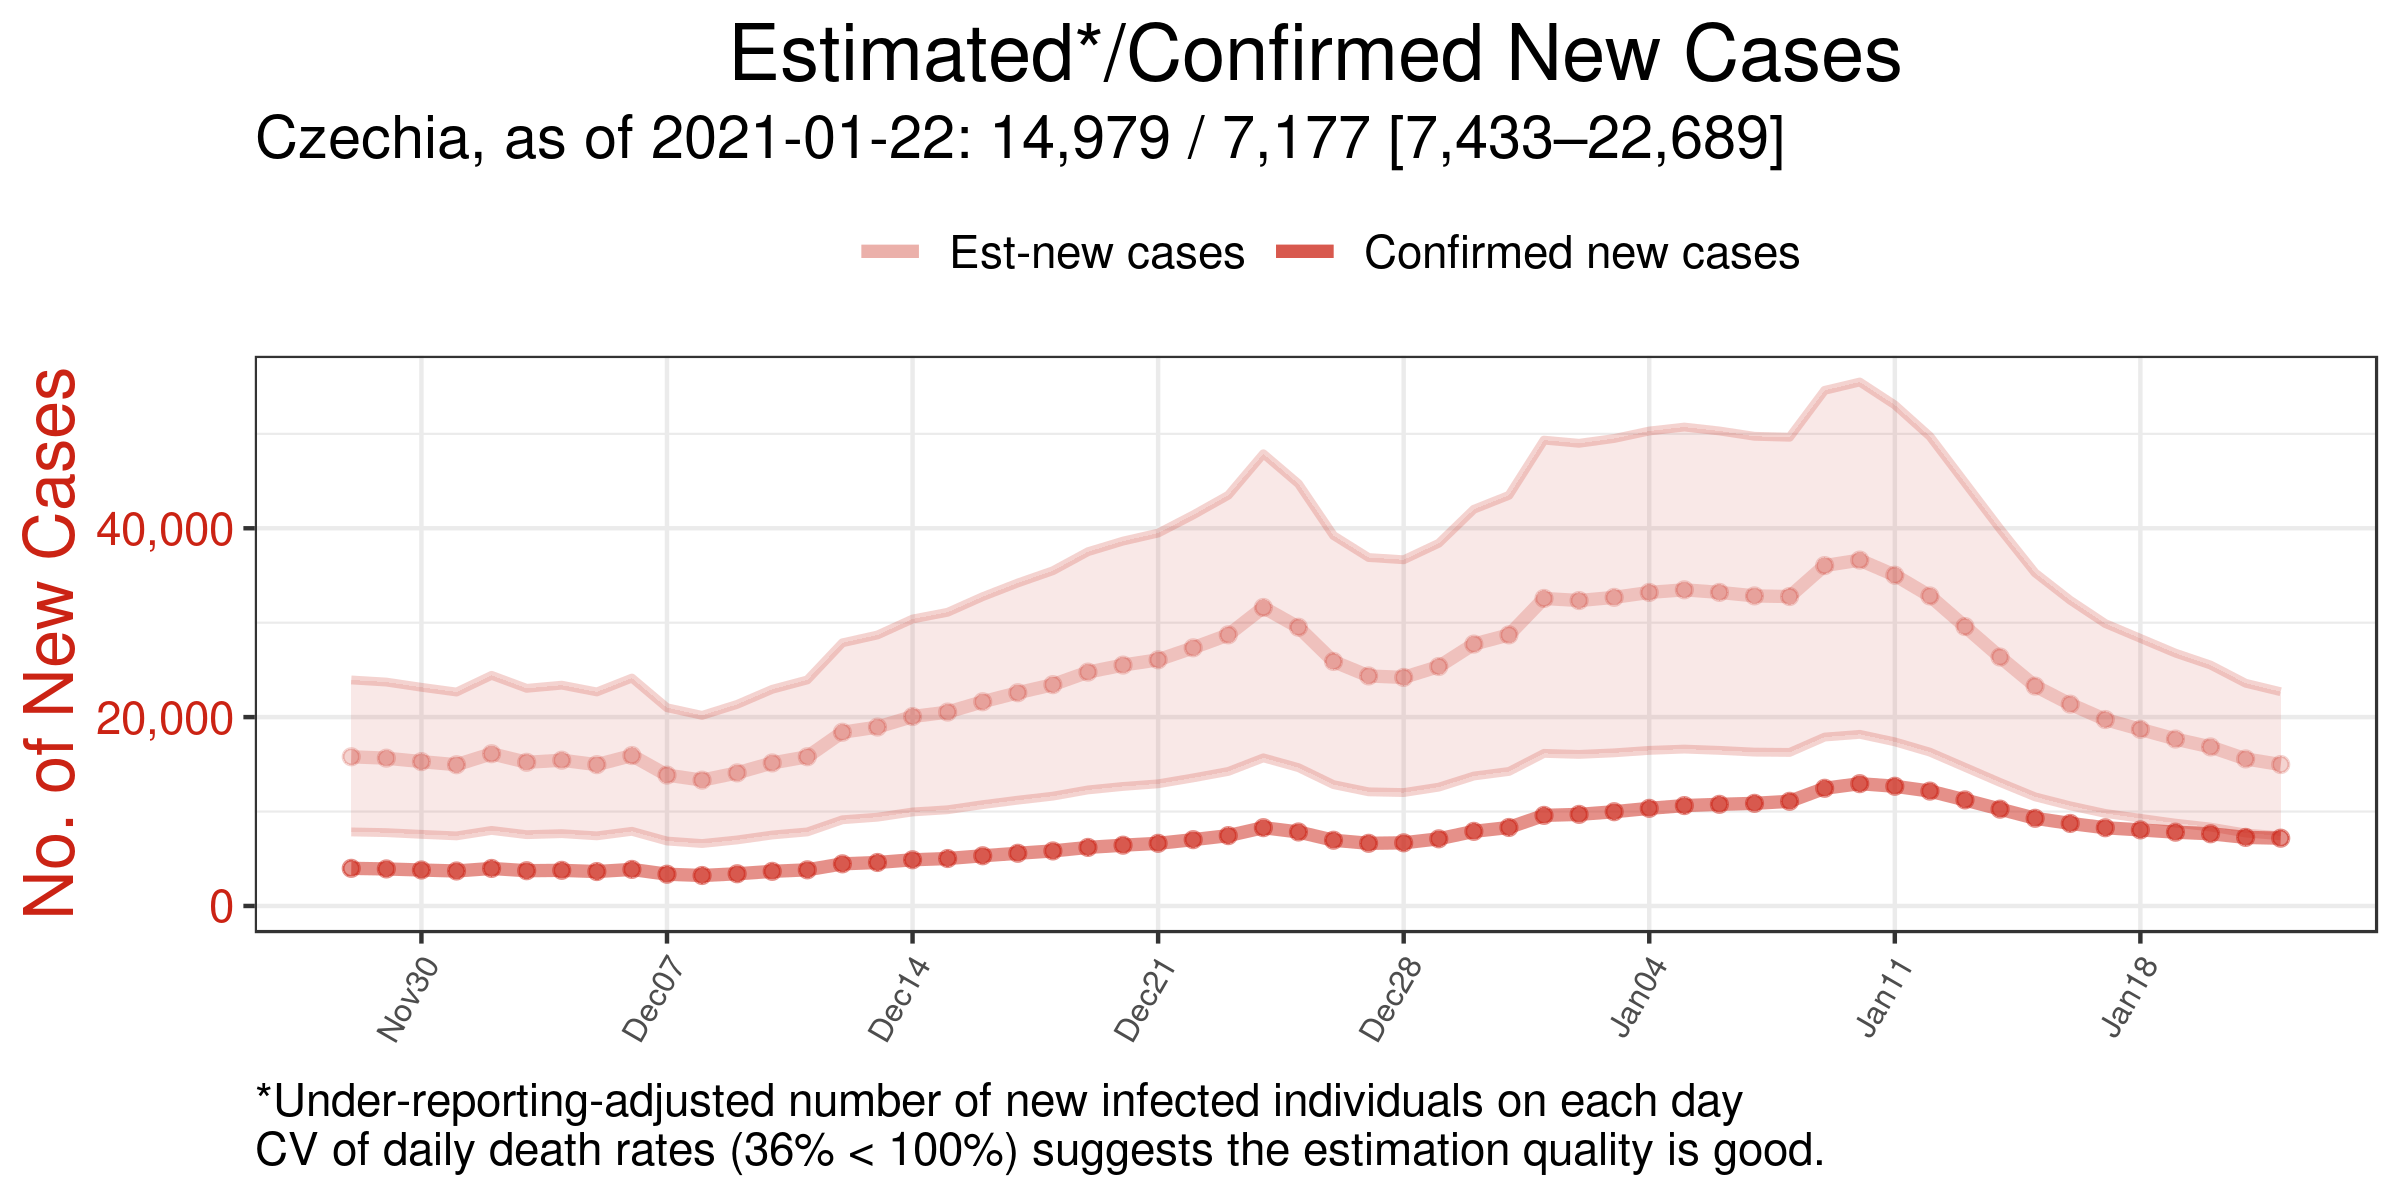 Estimated*/Confirmed New Cases
Czechia, as of 2021-01-22: 14,979 / 7,177 [7,433–22,689]
Est-new cases
Confirmed new cases
No. of New Cases
40,000
20,000
0
Nov30
Dec07
Dec14
Dec21
Dec28
Jan04
Jan11
Jan18
*Under-reporting-adjusted number of new infected individuals on each day
CV of daily death rates (36% < 100%) suggests the estimation quality is good.